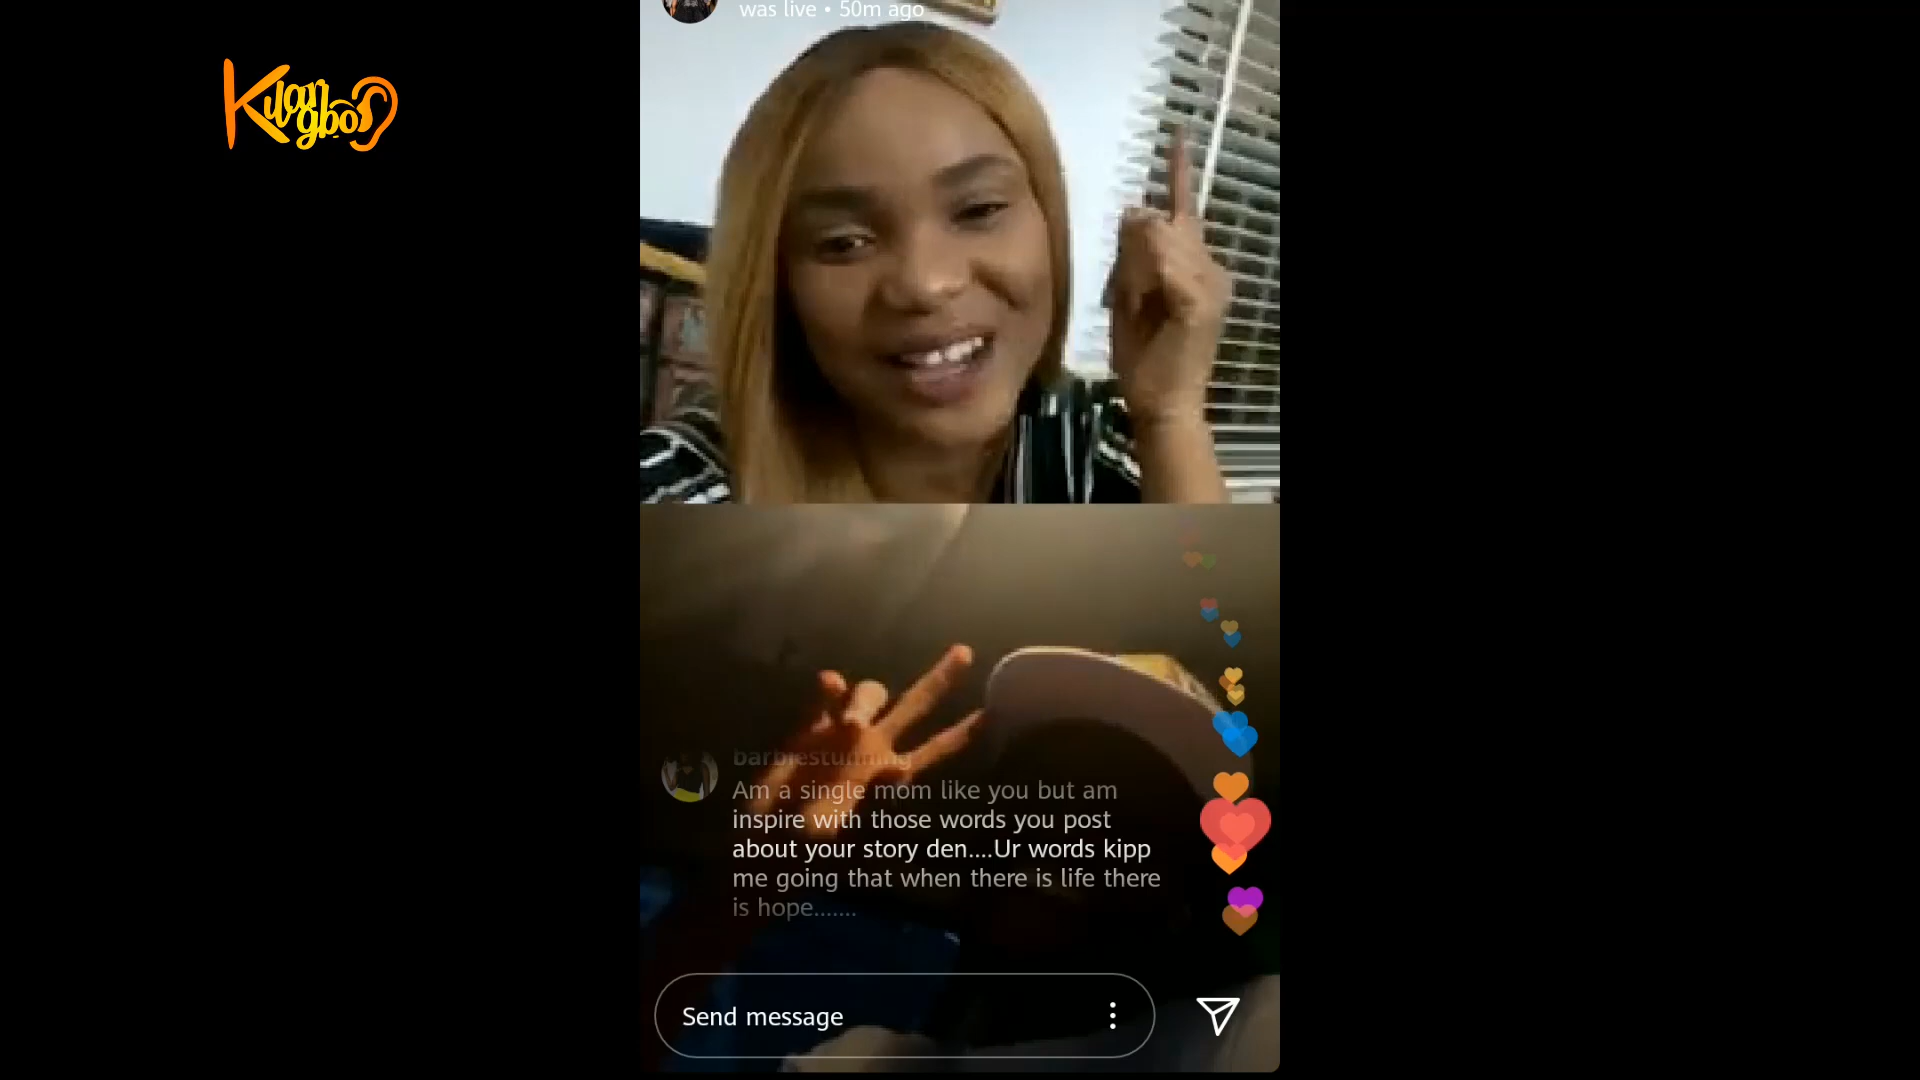 was live • 50m ago
barbiestunning
Am a single mom like you but am
inspire with those words you post
about your story den....Ur words kipp
me going that when there is life there
is hope.......
Send message